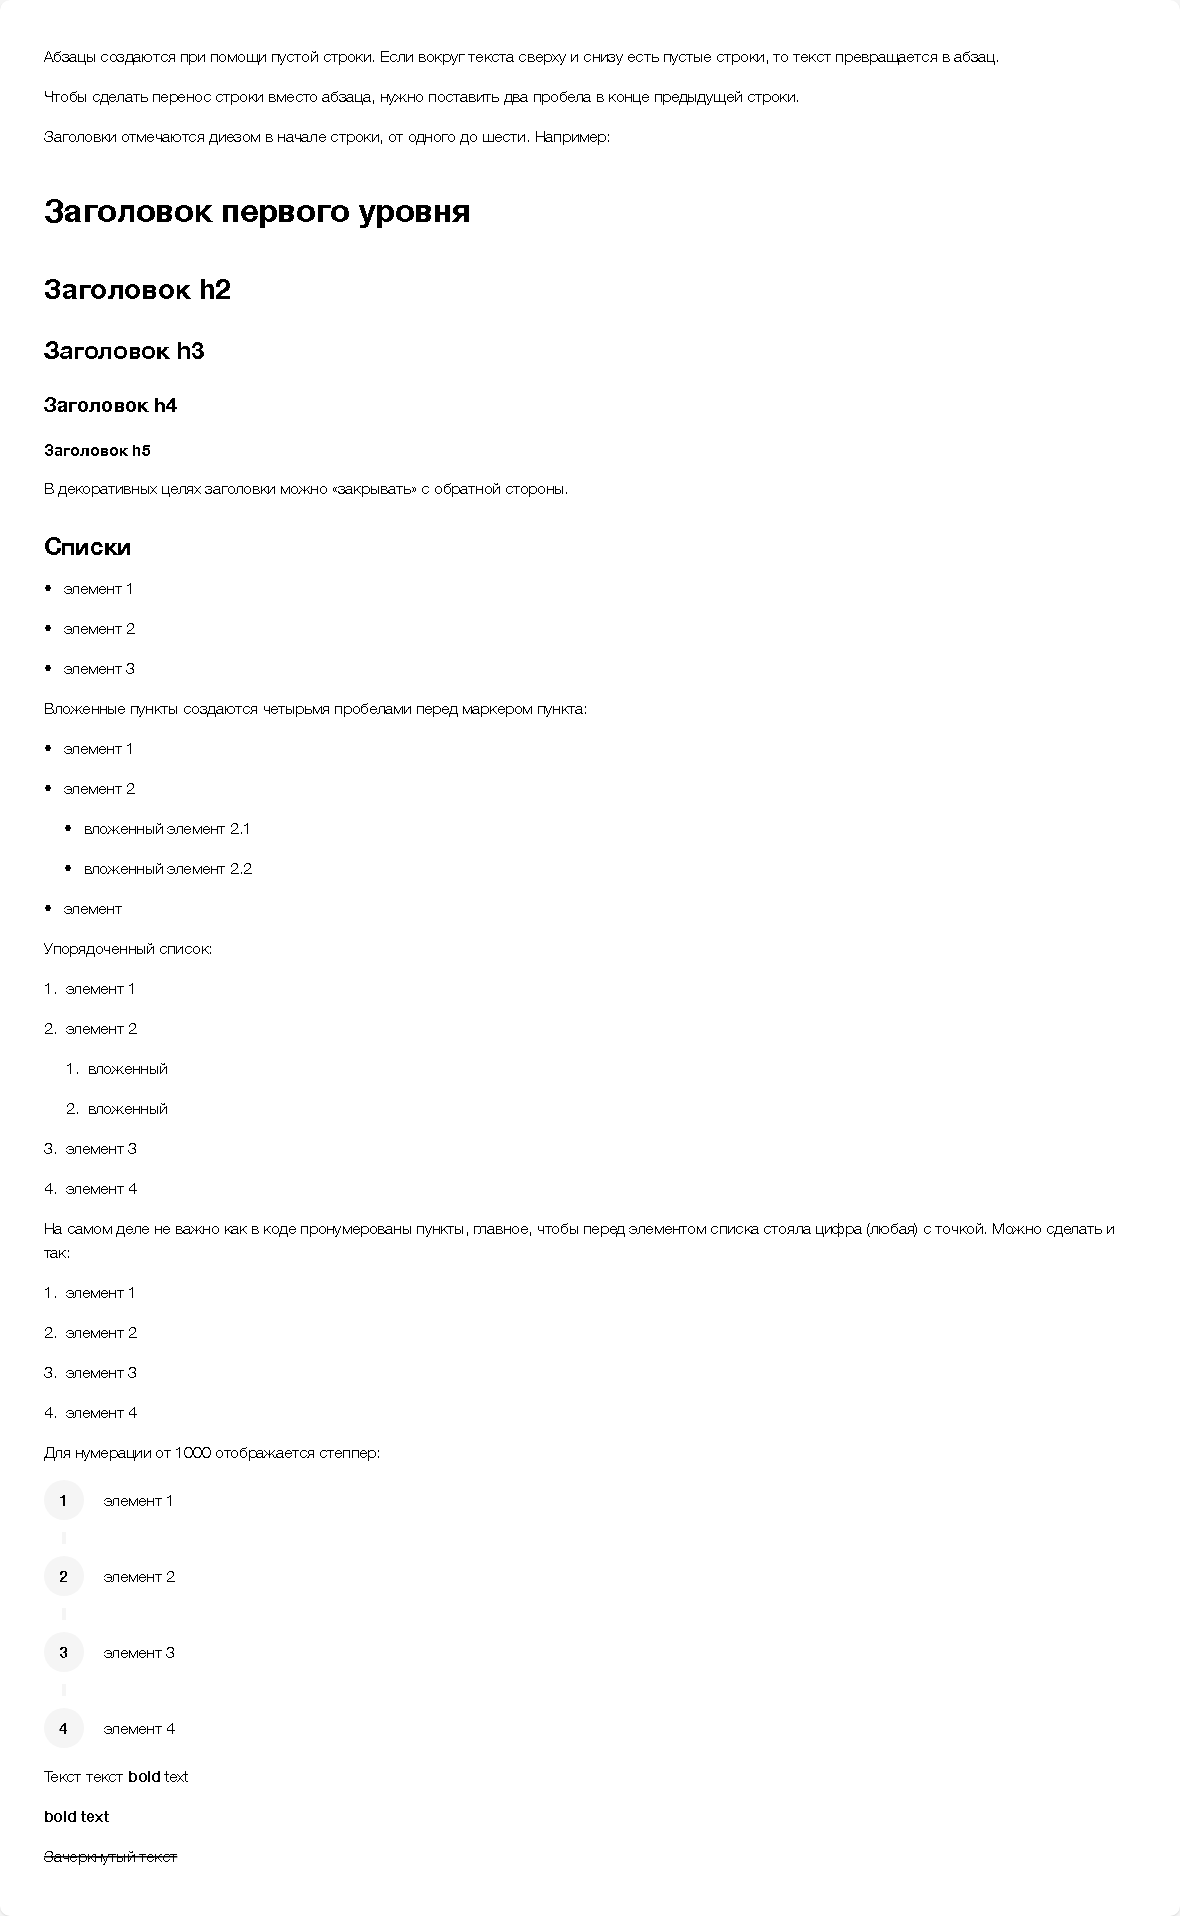 Абзацы создаются при помощи пустой строки. Если вокруг текста сверху и снизу есть пустые строки, то текст превращается в абзац.
Чтобы сделать перенос строки вместо абзаца, нужно поставить два пробела в конце предыдущей строки.
Заголовки отмечаются диезом в начале строки, от одного до шести. Например:
Заголовок первого уровня
Заголовок h2
Заголовок h3
Заголовок h4
Заголовок h5
В декоративных целях заголовки можно «закрывать» с обратной стороны.
Списки
• элемент 1
• элемент 2
• элемент 3
Вложенные пункты создаются четырьмя пробелами перед маркером пункта:
• элемент 1
• элемент 2
• вложенный элемент 2.1
• вложенный элемент 2.2
• элемент
Упорядоченный список:
1. элемент 1
2. элемент 2
1. вложенный
2. вложенный
3. элемент 3
4. элемент 4
На самом деле не важно как в коде пронумерованы пункты, главное, чтобы перед элементом списка стояла цифра (любая) с точкой. Можно сделать и
так:
1. элемент 1
2. элемент 2
3. элемент 3
4. элемент 4
Для нумерации от 1000 отображается степпер:
1 элемент 1
2 элемент 2
3 элемент 3
4 элемент 4
Текст текст bold text
bold text
Зачеркнутый текст